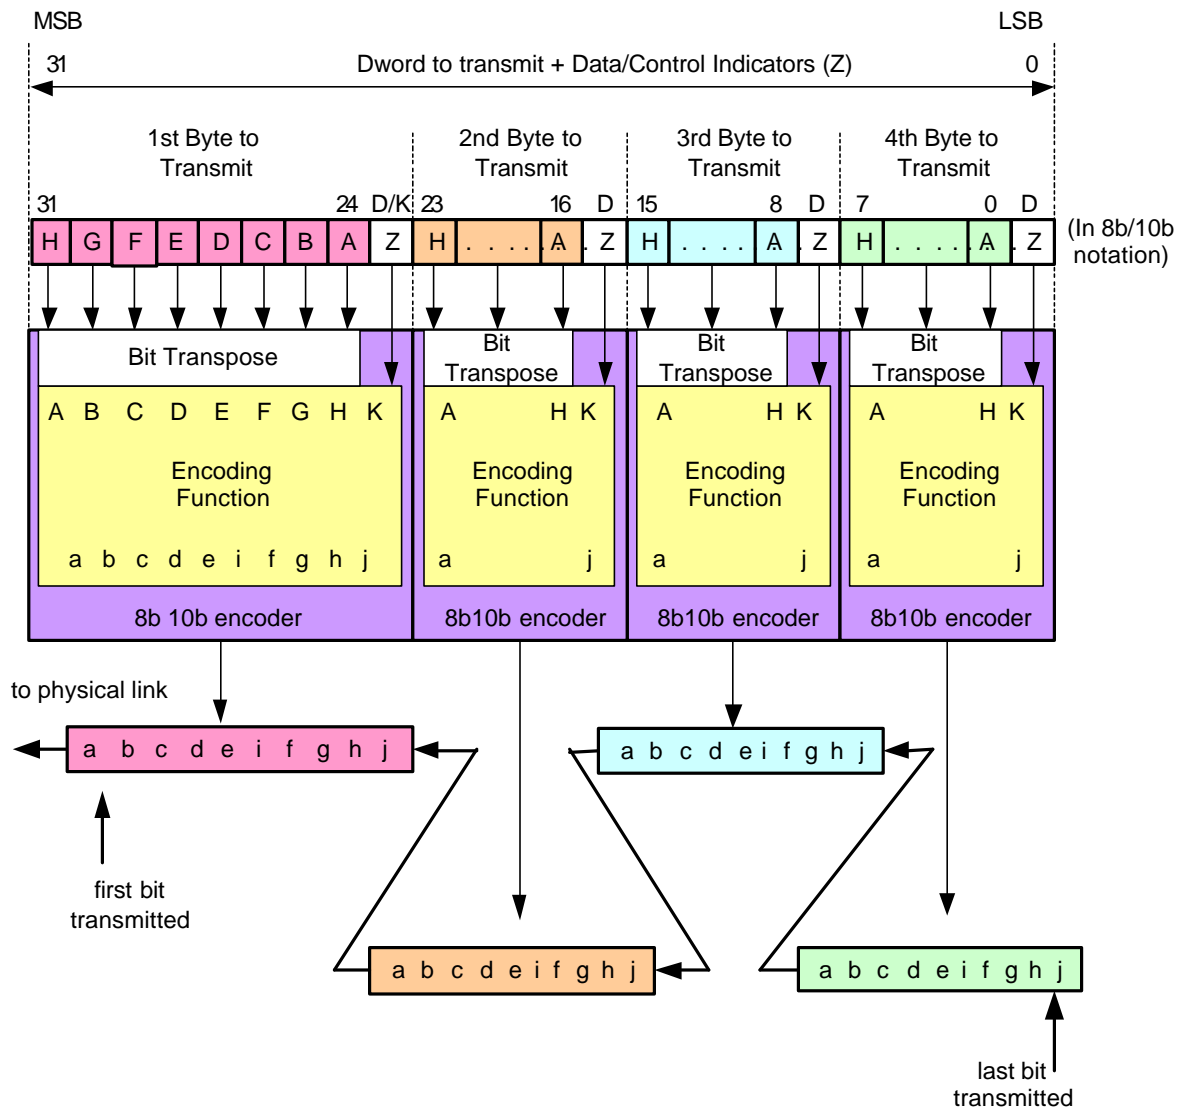 MSB LSB
31 Dword to transmit + Data/Control Indicators (Z) 0
1st Byte to 2nd Byte to 3rd Byte to 4th Byte to
Transmit Transmit Transmit Transmit
31 24 D/K 23 16 D 15 8 D 7 0 D
H G F E D C B A Z H . . . . . A . Z H . . . . A . Z H . . . . . A . Z (In 8b/10b
notation)
Bit Transpose Bit Bit Bit
Transpose Transpose Transpose
A B C D E F G H K A H K A H K A H K
Encoding Encoding Encoding Encoding
Function Function Function Function
a b c d e i f g h j a j a j a j
8b 10b encoder 8b10b encoder 8b10b encoder 8b10b encoder
to physical link
a b c d e i f g h j a b c d e i f g h j
first bit
transmitted
a b c d e i f g h j a b c d e i f g h j
last bit
transmitted